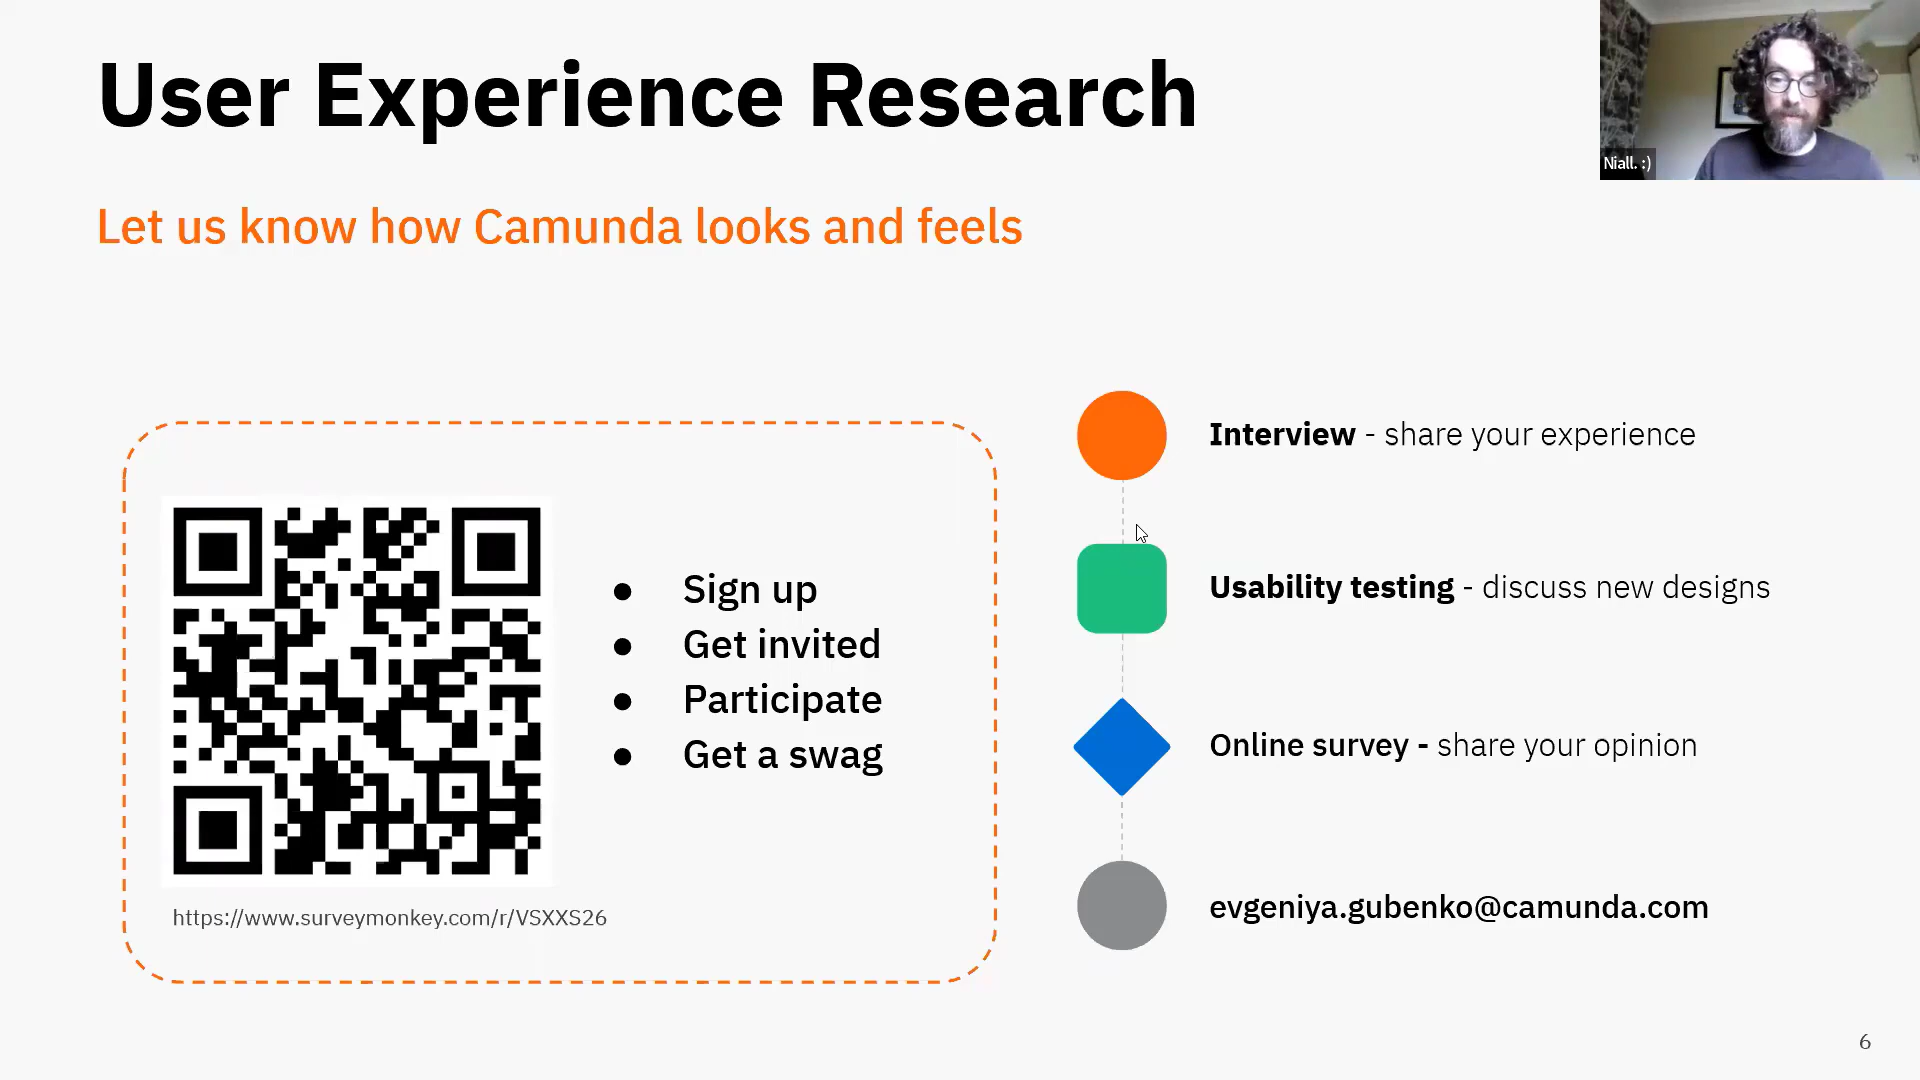 User Experience Research
Niall. :)
Let us know how Camunda looks and feels
● Sign up
● Get invited
● Participate
● Get a swag
https://www.surveymonkey.com/r/VSXXS26
Interview - share your experience
Usability testing - discuss new designs
Online survey - share your opinion
evgeniya.gubenko@camunda.com
6